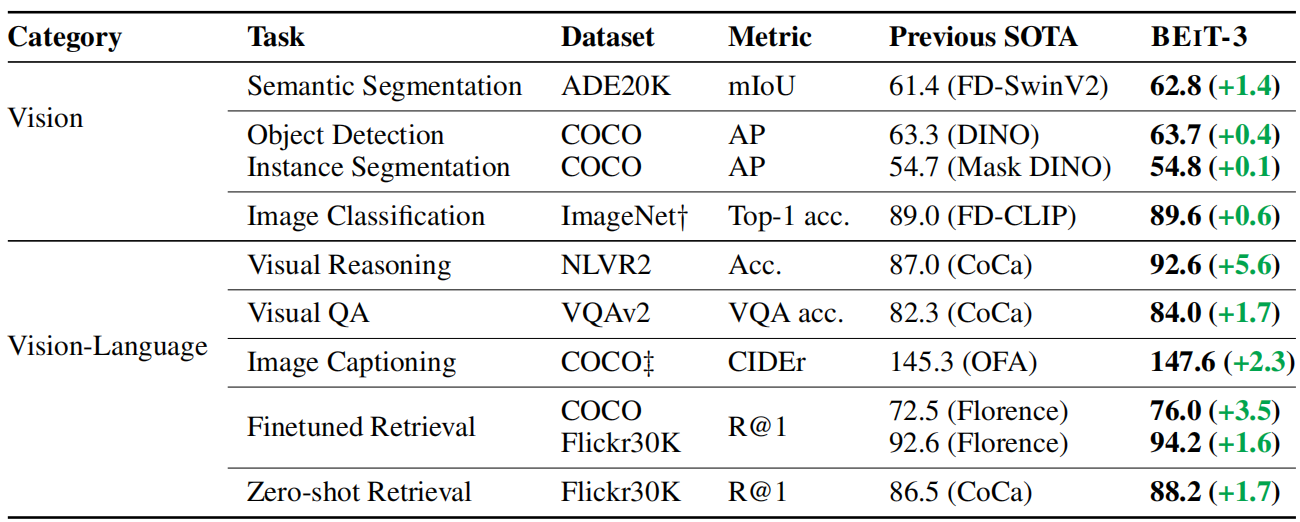 Category Task Dataset Metric Previous SOTA BEIT-3
Semantic Segmentation ADE20K mIoU 61.4 (FD-SwinV2) 62.8 (+1.4)
Vision
Object Detection COCO AP 63.3 (DINO) 63.7 (+0.4)
Instance Segmentation COCO AP 54.7 (Mask DINO) 54.8 (+0.1)
Image Classification ImageNet† Top-1 acc. 89.0 (FD-CLIP) 89.6 (+0.6)
Visual Reasoning NLVR2 Acc. 87.0 (CoCa) 92.6 (+5.6)
Visual QA VQAv2 VQA acc. 82.3 (CoCa) 84.0 (+1.7)
Vision-Language
Image Captioning COCO‡ CIDEr 145.3 (OFA) 147.6 (+2.3)
COCO 72.5 (Florence) 76.0 (+3.5)
Finetuned Retrieval R@1
Flickr30K 92.6 (Florence) 94.2 (+1.6)
Zero-shot Retrieval Flickr30K R@1 86.5 (CoCa) 88.2 (+1.7)